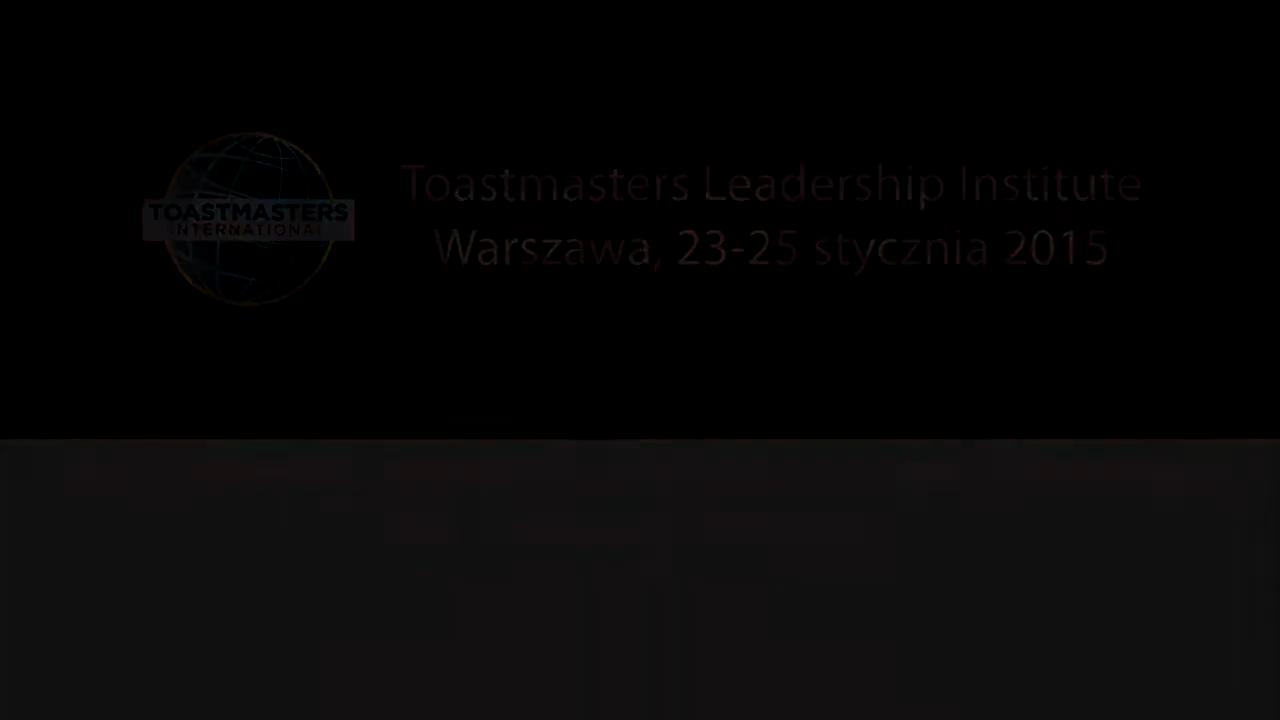 TOASTMASTERS
INTERNATIONAL
Toastmasters Leadership Institute
Warszawa, 23-25 stycznia 2015